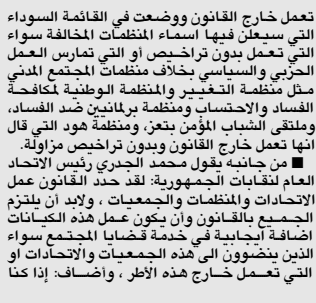 تعمل خارج القانون ووضعت في القائمة السوداء
التي سيعلن فيها اسماء المنظمات المخالفة سواء
التي تعمل بدون تراخيص أو التي تمارس العمل
الحزبي والسياسي بخلاف منظمات المجتمع المدني
مثل منظمة التغيير والمنظمة الوطنية لمكافحة
الفساد والاحتساب ومنظمة برلمانيين ضد الفساد،
وملتقى الشباب المؤمن بتعز، ومنظمة هود التي قال
انها تعمل خارج القانون وبدون تراخيص مزاولة.
■ من جانبه يقول محمد الجدري رئيس الاتحاد
العام لنقابات الجمهورية: لقد حدد القانون عمل
الاتحادات والمنظمات والجمعيات ، ولابد أن يلتزم
الجميع بالقانون وأن يكون عمل هذه الكيانات
اضافة ايجابية في خدمة قضايا المجتمع سواء
الذين ينضوون الى هذه الجمعيات والاتحادات او
التي تعمل خارج هذه الأطر ، وأضاف: إذا كنا